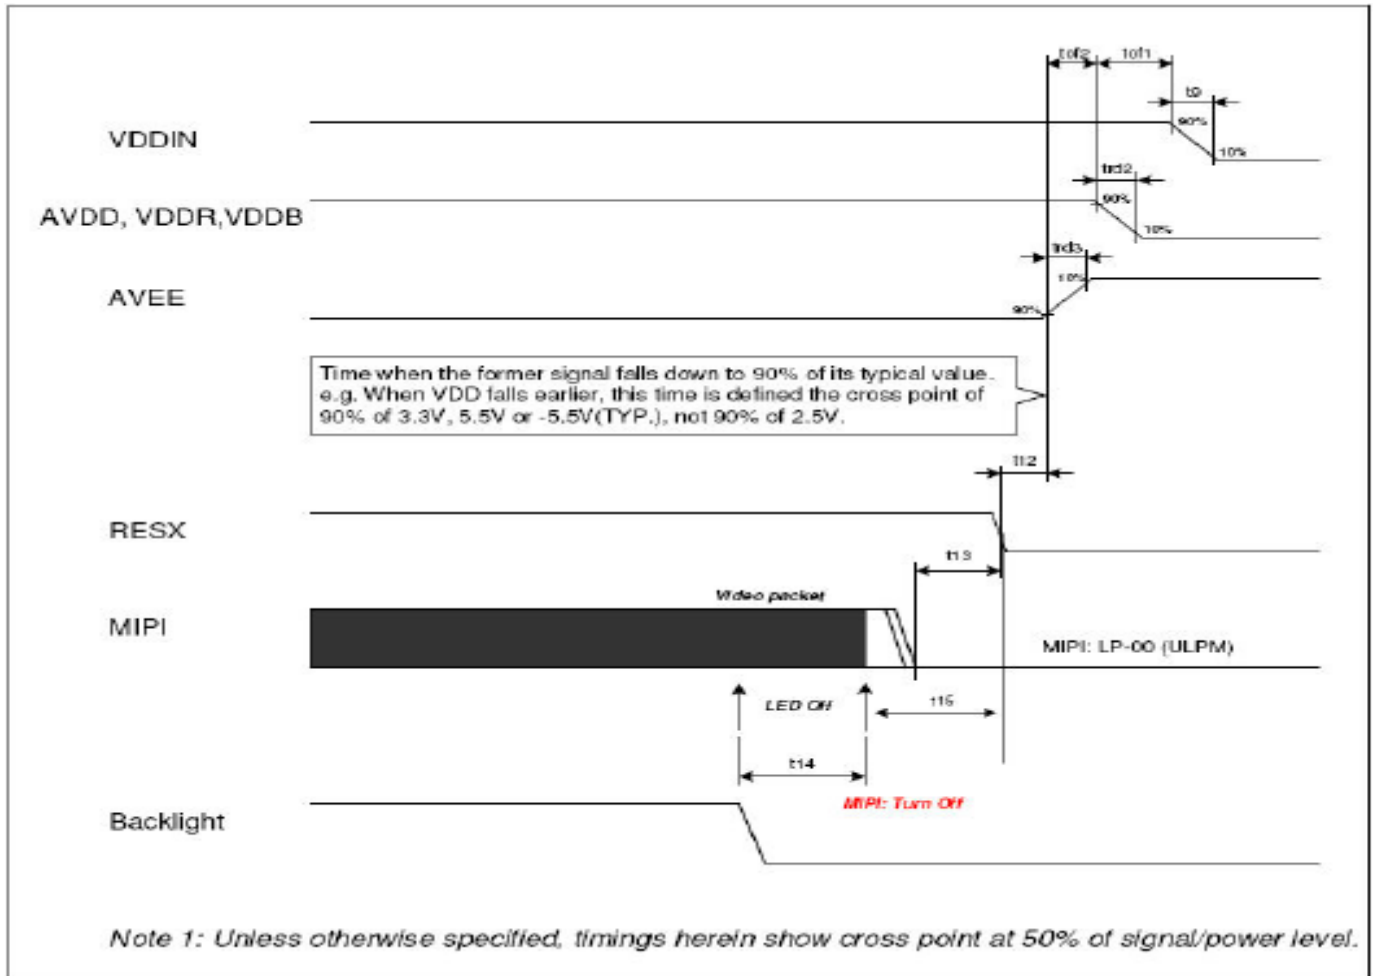 tof2
tof1
t9
VDDIN
90%
10%
trd2
AVDD, VDDR,VDDB
90%
10%
trd3
10%
AVEE
90%
Time when the former signal falls down to 90% of its typical value.
e.g. When VDD falls earlier, this time is defined the cross point of
90% of 3.3V, 5.5V or -5.5V(TYP.), not 90% of 2.5V.
t12
RESX
t13
Video packet
MIPI
MIPI: LP-00 (ULPM)
LED Off
t15
t14
MIPI: Turn Off
Backlight
Note 1: Unless otherwise specified, timings herein show cross point at 50% of signal/power level.